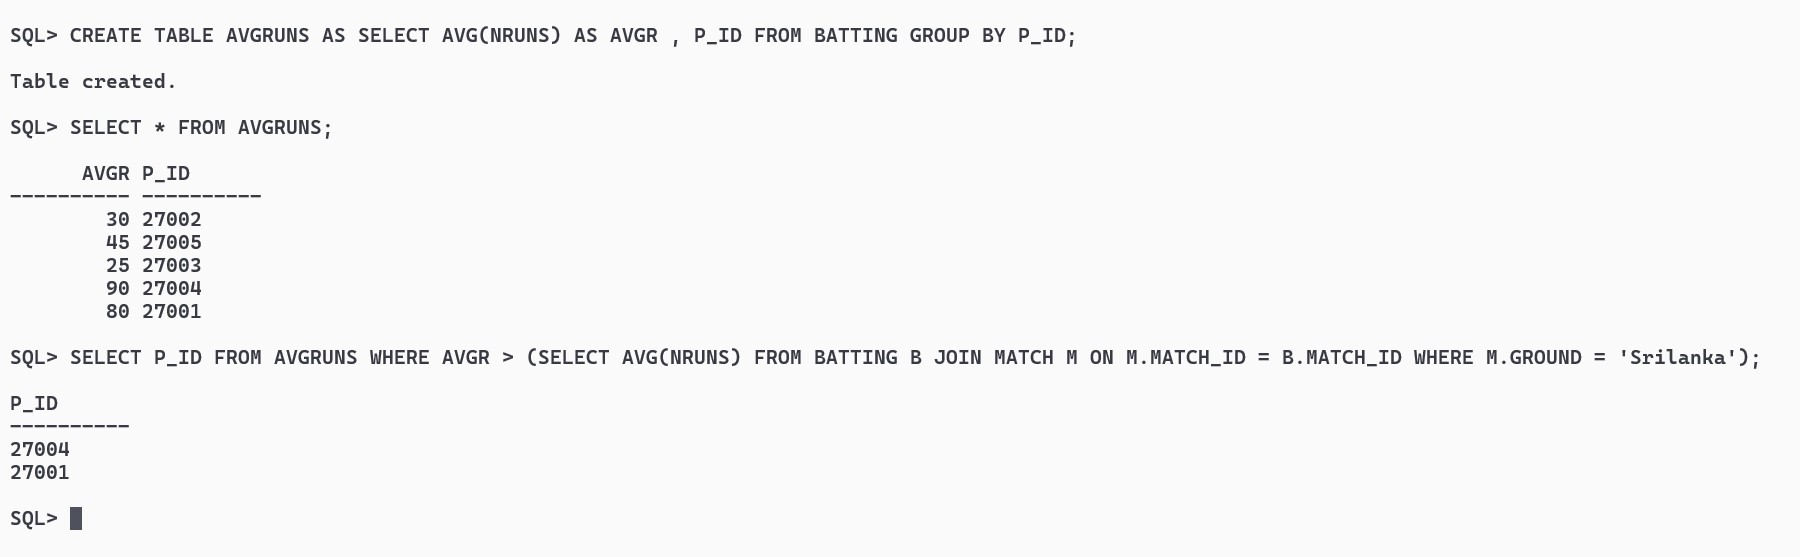 SQL> CREATE TABLE AVGRUNS AS SELECT AVG(NRUNS) AS AVGR , P_ID FROM BATTING GROUP BY P_ID;
Table created.
SQL> SELECT * FROM AVGRUNS;
      AVGR P_ID
---------- ----------
        30 27002
        45 27005
        25 27003
        90 27004
        80 27001
SQL> SELECT P_ID FROM AVGRUNS WHERE AVGR > (SELECT AVG(NRUNS) FROM BATTING B JOIN MATCH M ON M.MATCH_ID = B.MATCH_ID WHERE M.GROUND = 'Srilanka');
P_ID
----------
27004
27001
SQL>